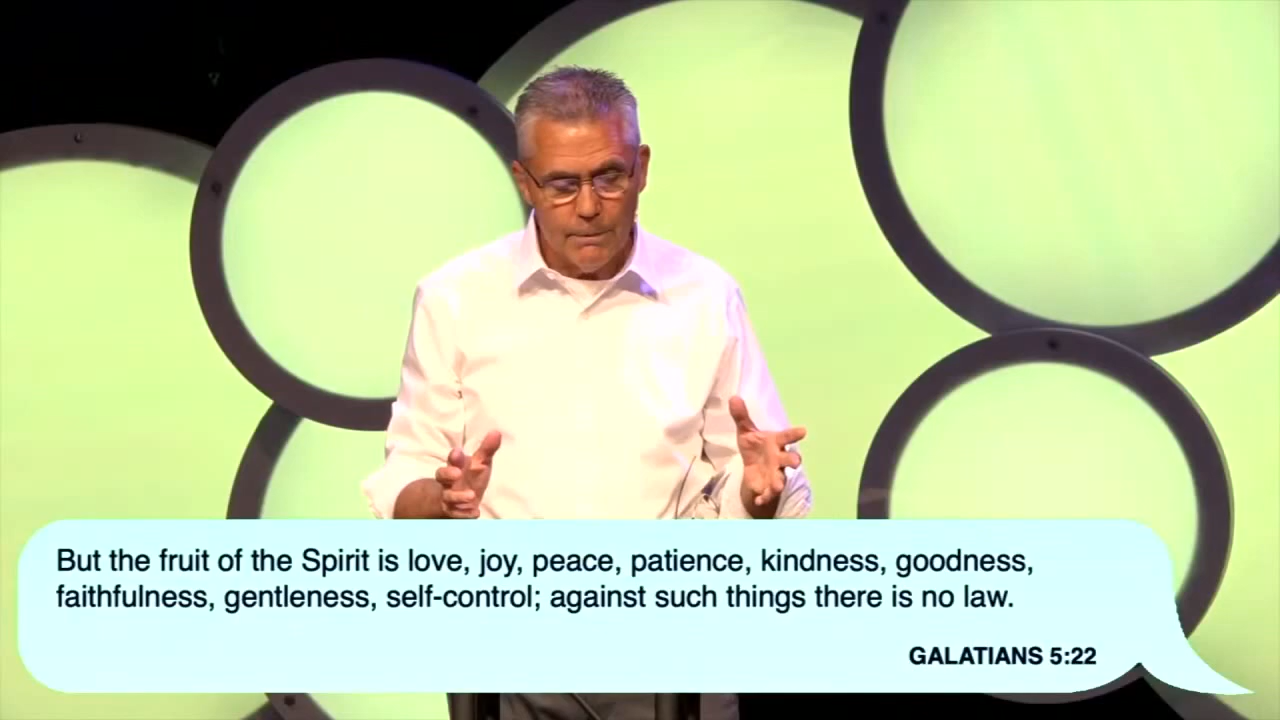 But the fruit of the Spirit is love, joy, peace, patience, kindness, goodness,
faithfulness, gentleness, self-control; against such things there is no law.
GALATIANS 5:22